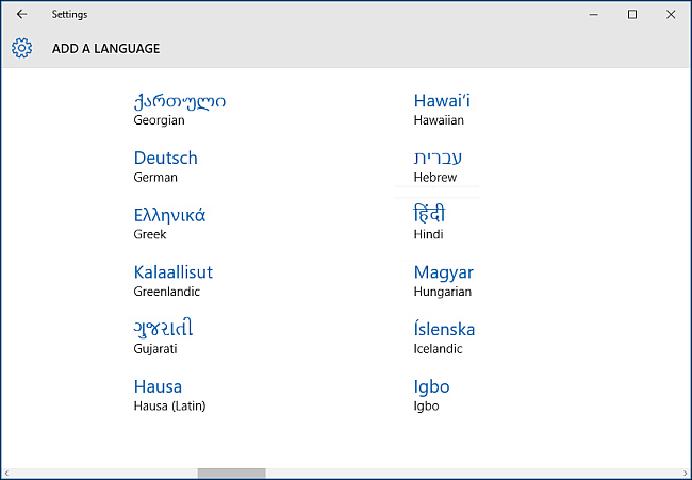 Settings
ADD A LANGUAGE
ქართული
Georgian
Deutsch
German
Ελληνικά
Greek
Kalaallisut
Greenlandic
ગુજરાતી
Gujarati
Hausa
Hausa (Latin)
Hawaiʻi
Hawaiian
עברית
Hebrew
हिंदी
Hindi
Magyar
Hungarian
Íslenska
Icelandic
Igbo
Igbo